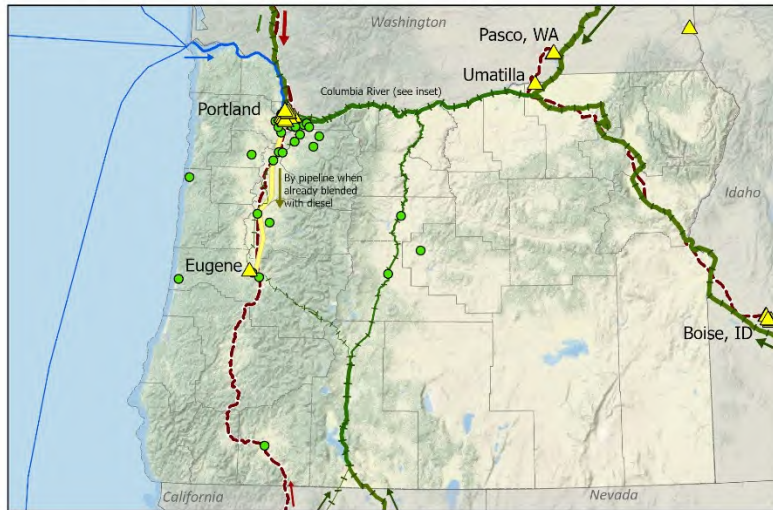 Washington
Pasco, WA
Umatilla
Columbia River (see inset)
Portland
By pipeline when
already blended
with diesel
Idaho
Eugene
Boise, ID
California
Nevada